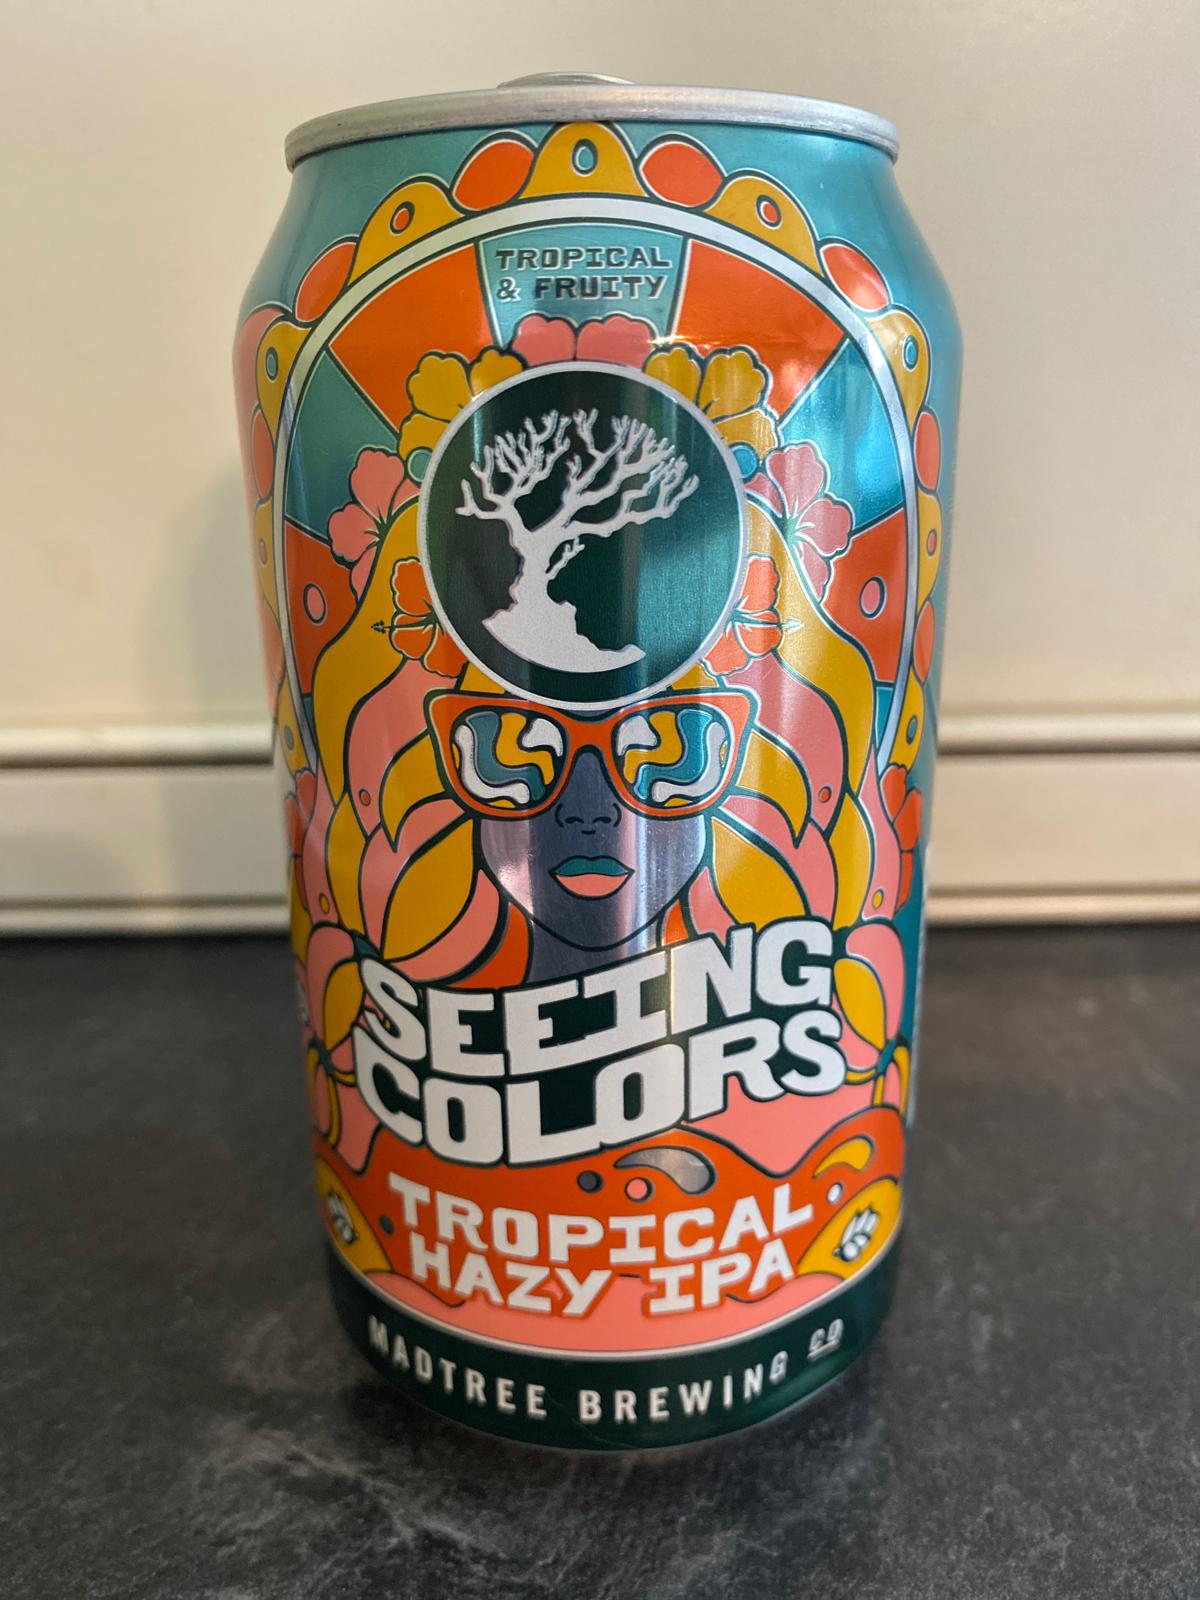 TROPICAL
& FRUITY
SEEING
COLORS
TROPICAL
HAZY IPA
MADTREE BREWING CO